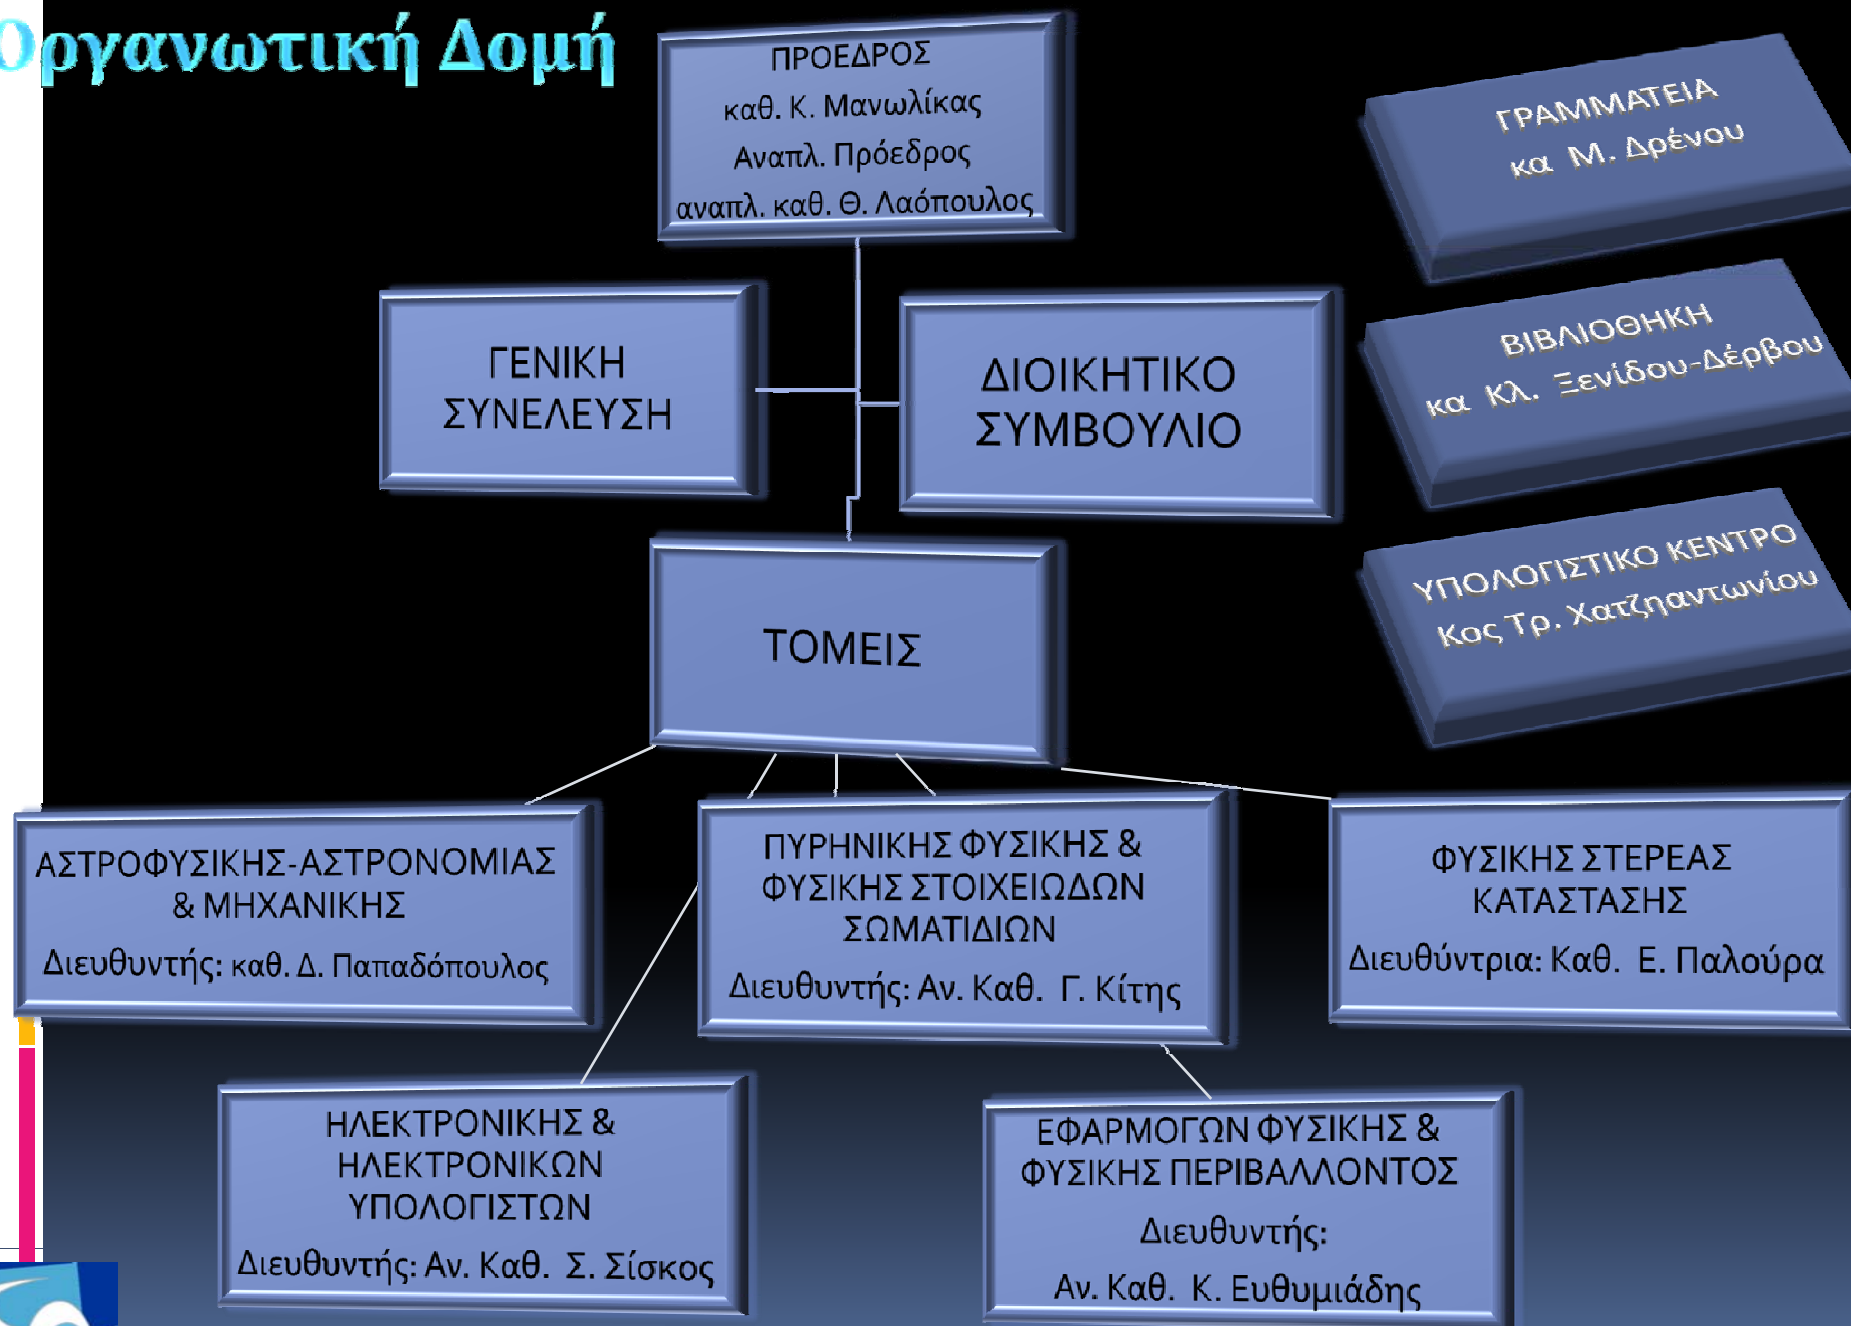 Οργανωτική Δομή
ΠΡΟΕΔΡΟΣ
καθ. Κ. Μανωλίκας
Αναπλ. Πρόεδρος
αναπλ. καθ. Θ. Λαόπουλος
ΓΡΑΜΜΑΤΕΙΑ
κα Μ. Δρένου
ΓΕΝΙΚΗ
ΣΥΝΕΛΕΥΣΗ
ΔΙΟΙΚΗΤΙΚΟ
ΣΥΜΒΟΥΛΙΟ
ΒΙΒΛΙΟΘΗΚΗ
κα Κλ. Ξενίδου-Δέρβου
ΤΟΜΕΙΣ
ΥΠΟΛΟΓΙΣΤΙΚΟ ΚΕΝΤΡΟ
Κος Τρ. Χατζηαντωνίου
ΑΣΤΡΟΦΥΣΙΚΗΣ-ΑΣΤΡΟΝΟΜΙΑΣ
& ΜΗΧΑΝΙΚΗΣ
Διευθυντής: καθ. Δ. Παπαδόπουλος
ΠΥΡΗΝΙΚΗΣ ΦΥΣΙΚΗΣ &
ΦΥΣΙΚΗΣ ΣΤΟΙΧΕΙΩΔΩΝ
ΣΩΜΑΤΙΔΙΩΝ
Διευθυντής: Αν. Καθ. Γ. Κίτης
ΦΥΣΙΚΗΣ ΣΤΕΡΕΑΣ
ΚΑΤΑΣΤΑΣΗΣ
Διευθύντρια: Καθ. Ε. Παλούρα
ΗΛΕΚΤΡΟΝΙΚΗΣ &
ΗΛΕΚΤΡΟΝΙΚΩΝ
ΥΠΟΛΟΓΙΣΤΩΝ
Διευθυντής: Αν. Καθ. Σ. Σίσκος
ΕΦΑΡΜΟΓΩΝ ΦΥΣΙΚΗΣ &
ΦΥΣΙΚΗΣ ΠΕΡΙΒΑΛΛΟΝΤΟΣ
Διευθυντής:
Αν. Καθ. Κ. Ευθυμιάδης